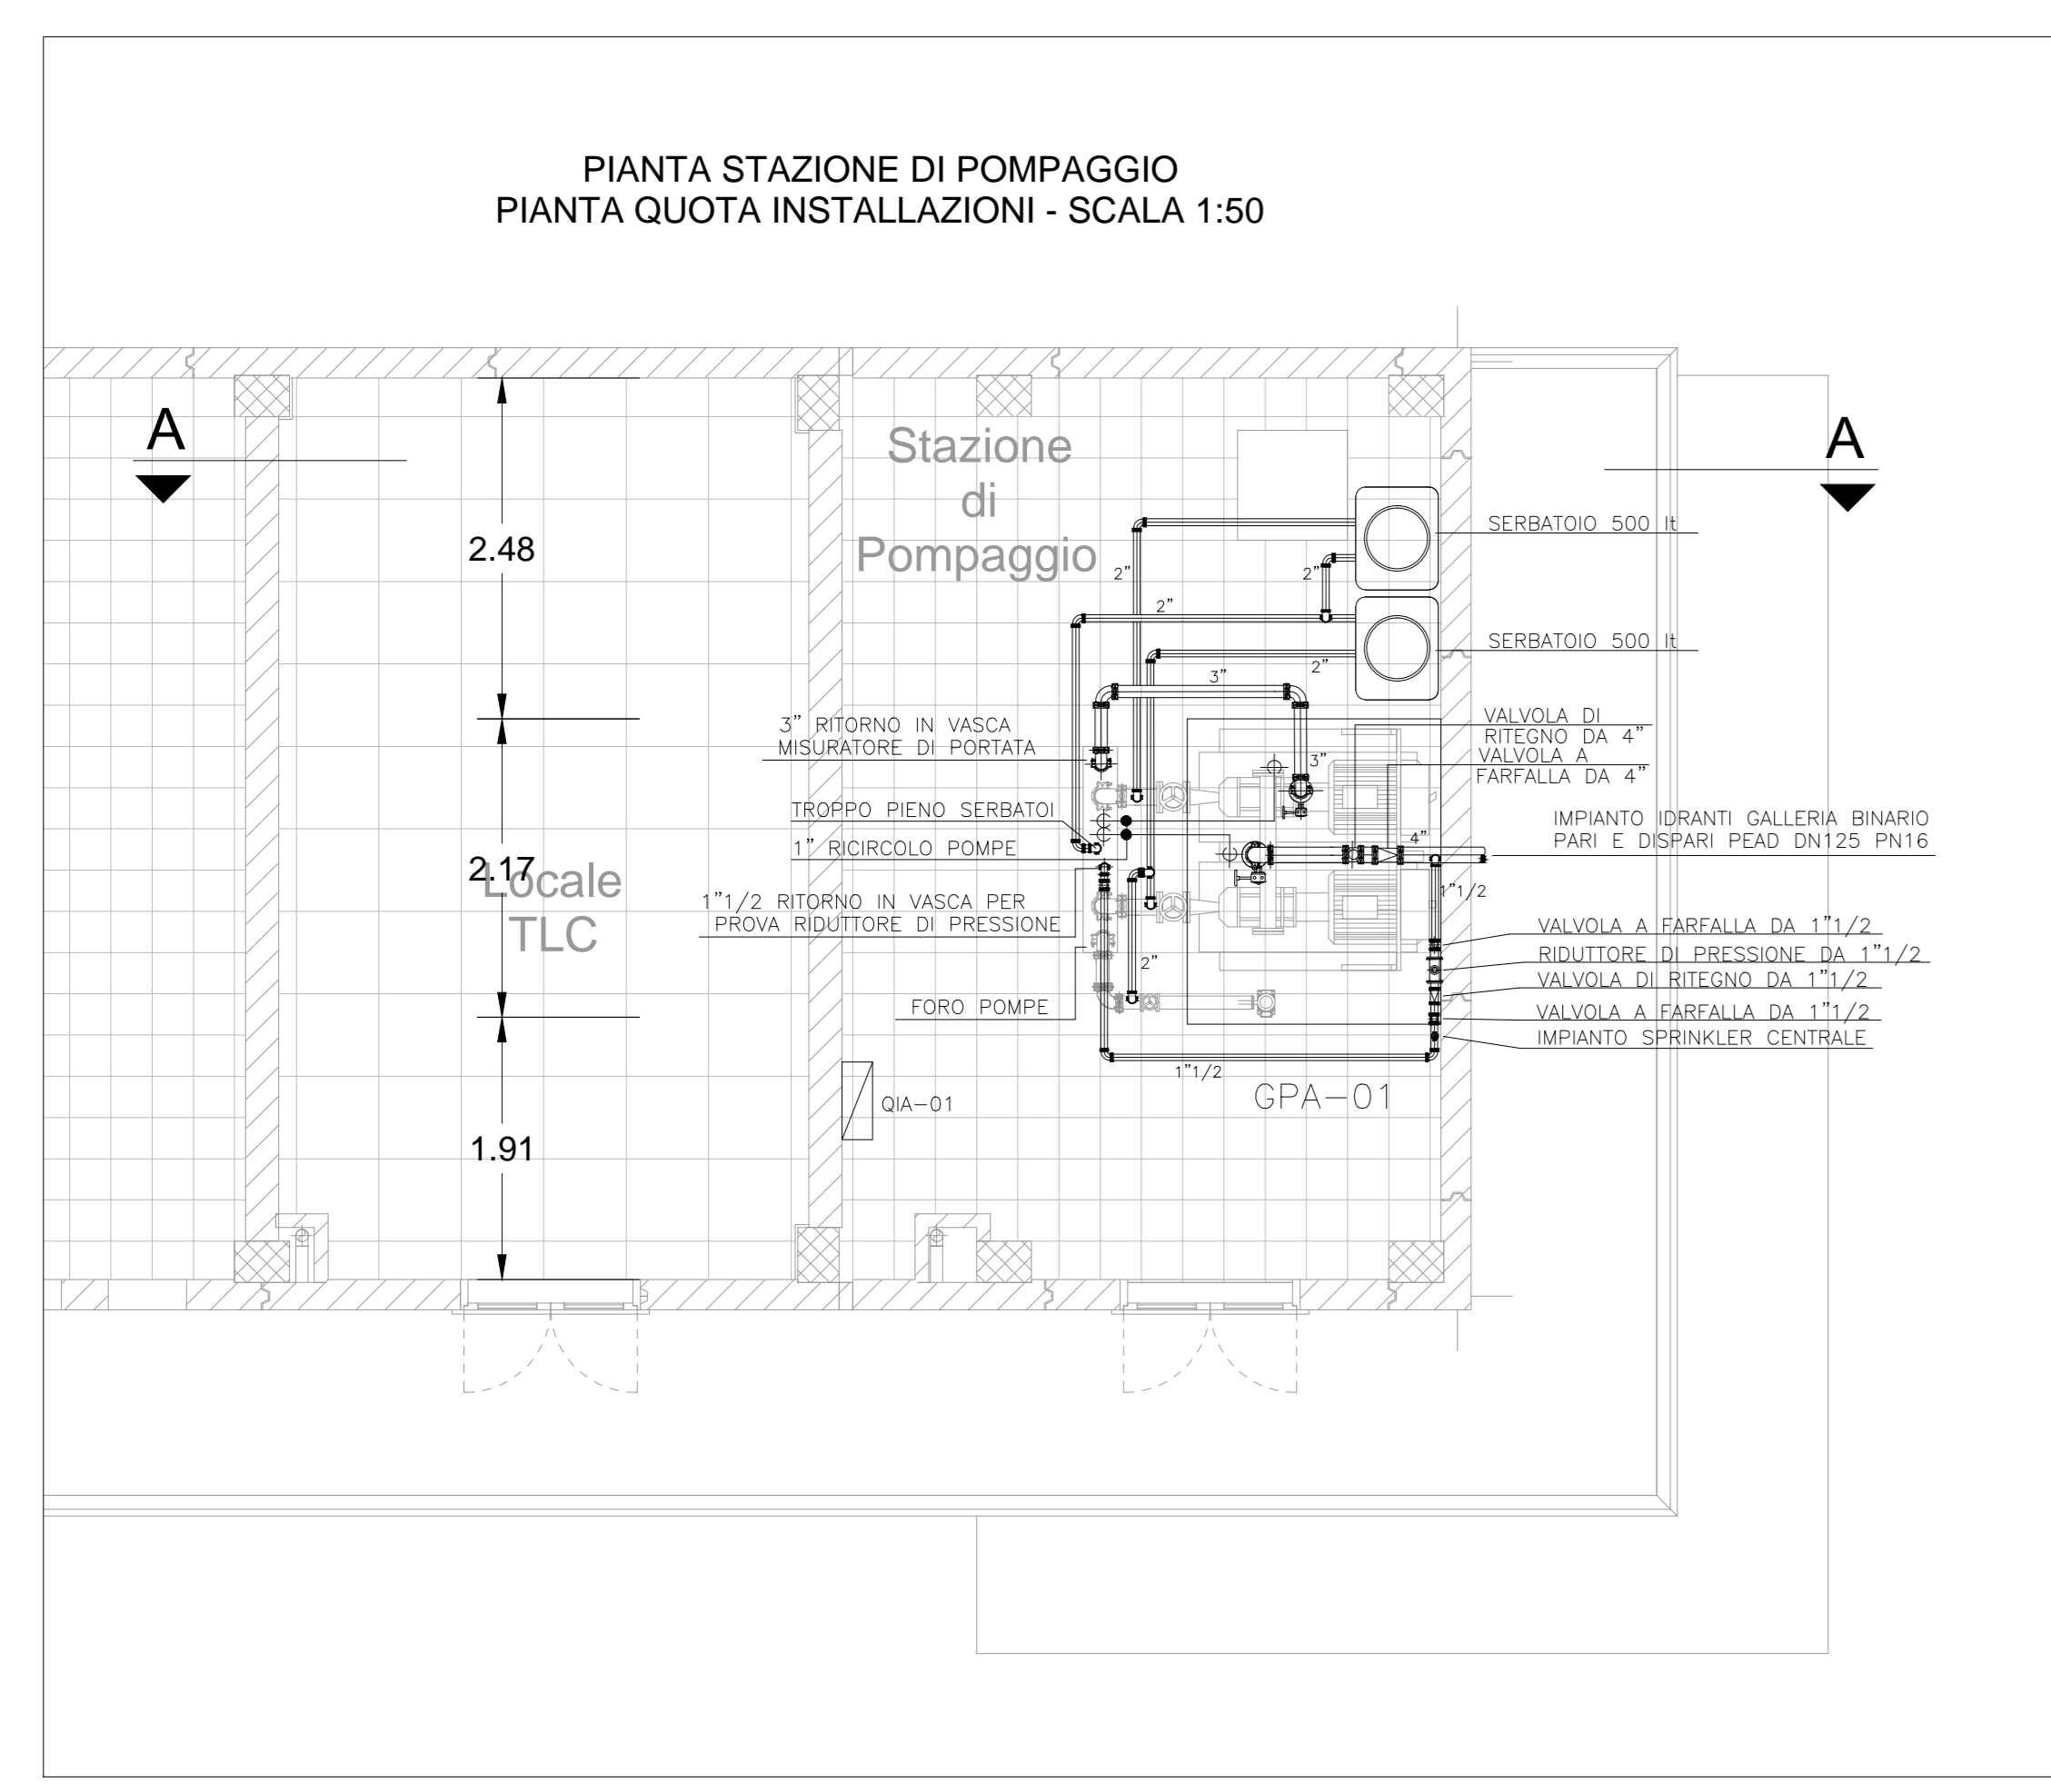 PIANTA STAZIONE DI POMPAGGIO
PIANTA QUOTA INSTALLAZIONI - SCALA 1:50
A
A
Stazione
di
Pompaggio
2.48
2.17
1.91
Locale
TLC
SERBATOIO 500 lt
SERBATOIO 500 lt
2"
2"
2"
2"
3"
3" RITORNO IN VASCA
MISURATORE DI PORTATA
3"
VALVOLA DI
RITEGNO DA 4"
VALVOLA A
FARFALLA DA 4"
TROPPO PIENO SERBATOI
1" RICIRCOLO POMPE
4"
IMPIANTO IDRANTI GALLERIA BINARIO
PARI E DISPARI PEAD DN125 PN16
1"1/2
1"1/2 RITORNO IN VASCA PER
PROVA RIDUTTORE DI PRESSIONE
2"
FORO POMPE
VALVOLA A FARFALLA DA 1"1/2
RIDUTTORE DI PRESSIONE DA 1"1/2
VALVOLA DI RITEGNO DA 1"1/2
VALVOLA A FARFALLA DA 1"1/2
IMPIANTO SPRINKLER CENTRALE
1"1/2
GPA-01
QIA-01